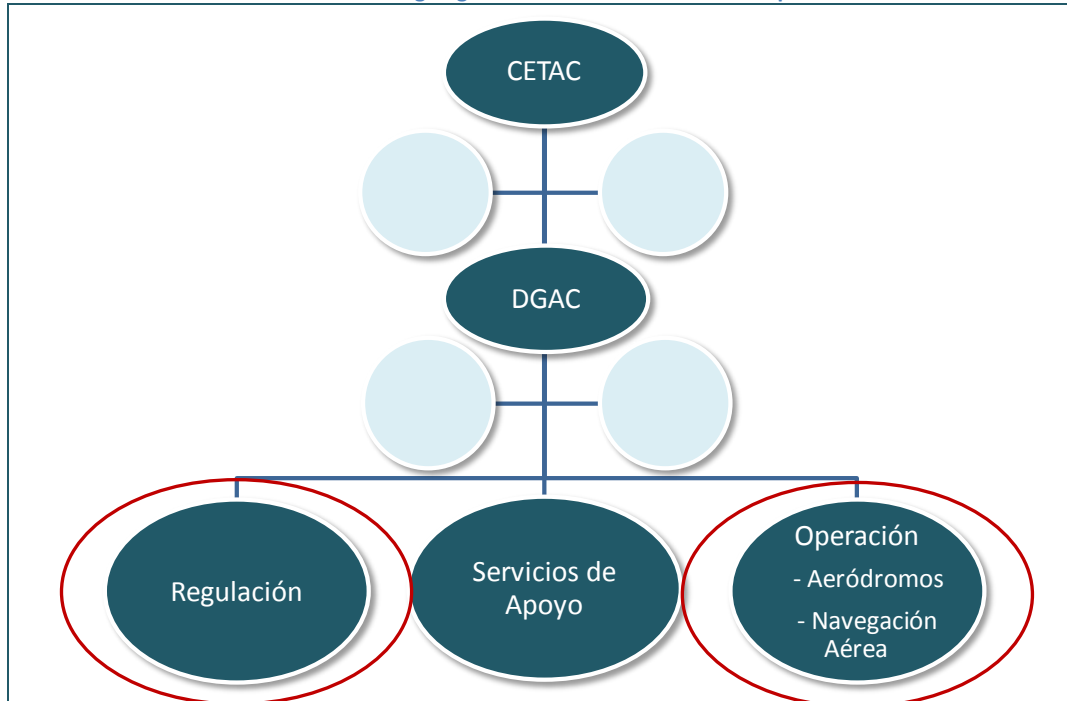 CETAC
DGAC
Regulación
Servicios de
Apoyo
Operación
- Aeródromos
- Navegación
Aérea